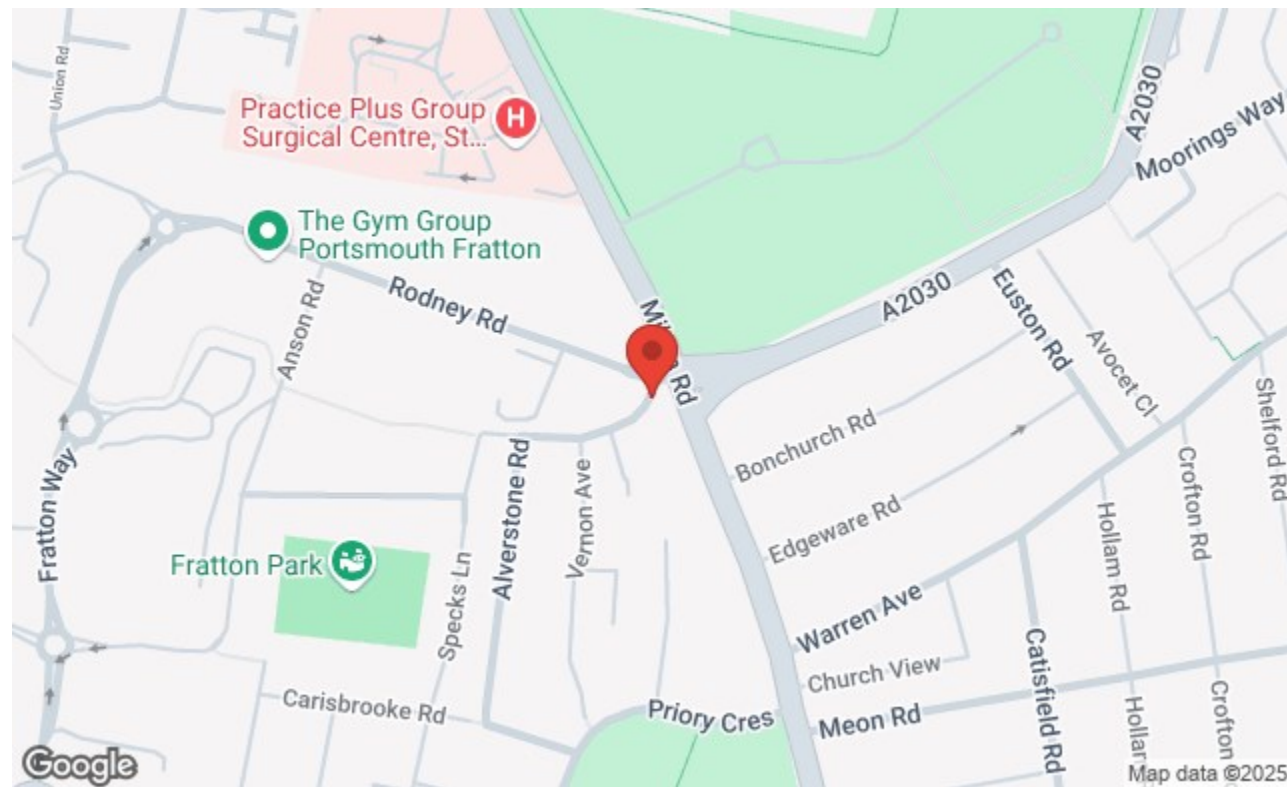 Union Rd
Practice Plus Group
Surgical Centre, St...
H
A2030
Moorings Way
The Gym Group
Portsmouth Fratton
Rodney Rd
Anson Rd
A2030
Euston Rd
Avocet Cl
Shelford Rd
Rd
Bonchurch Rd
Edgeware Rd
Crofton Rd
Hollam Rd
Fratton Way
Fratton Park
Specks Ln
Alverstone Rd
Vernon Ave
Warren Ave
Church View
Catisfield Rd
Carisbrooke Rd
Priory Cres
Meon Rd
Hollam
Crofton
Google
Map data ©2025